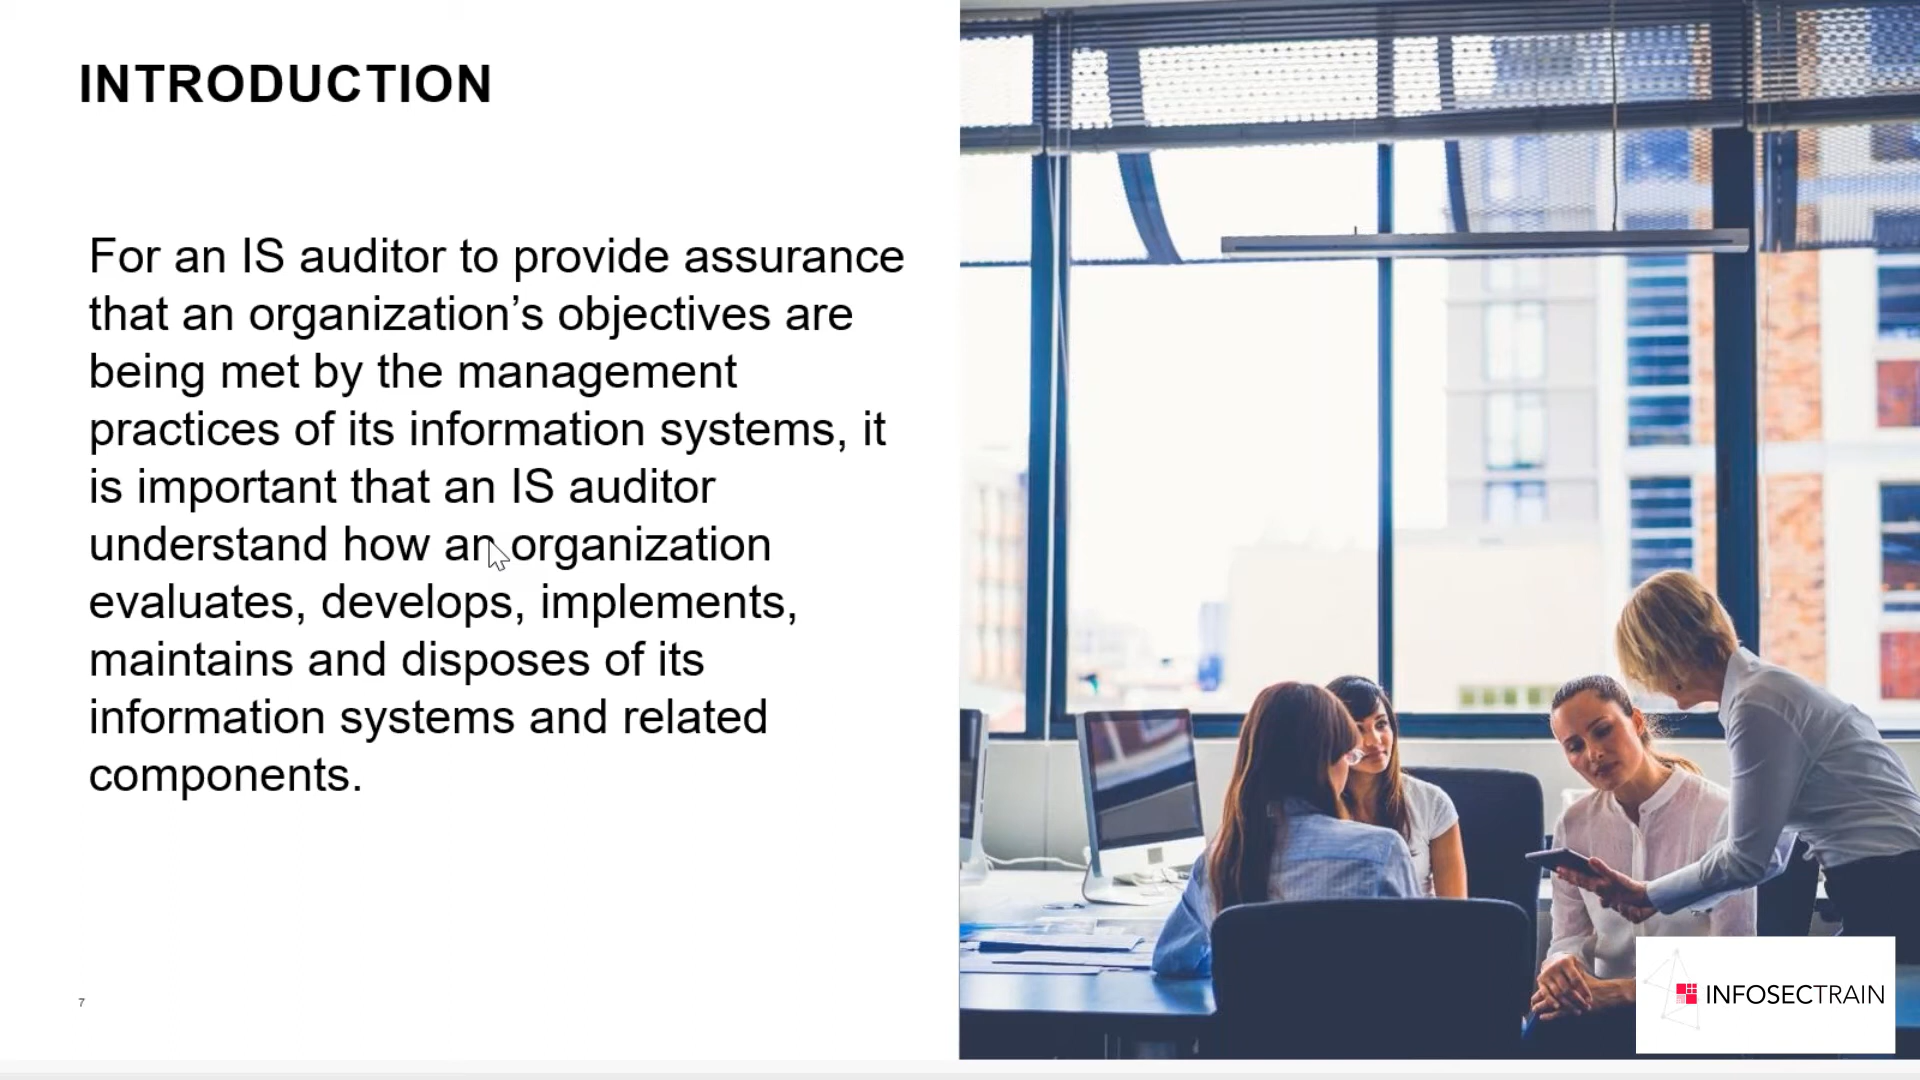 INTRODUCTION
For an IS auditor to provide assurance
that an organization’s objectives are
being met by the management
practices of its information systems, it
is important that an IS auditor
understand how an organization
evaluates, develops, implements,
maintains and disposes of its
information systems and related
components.
7
INFOSECTRAIN